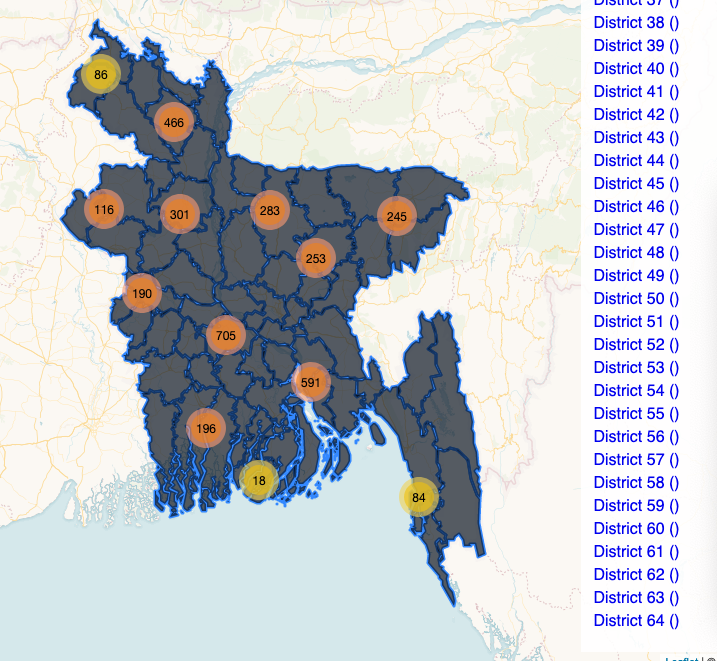 86
466
116
301
283
245
253
190
705
591
196
18
84
District 37 ()
District 38 ()
District 39 ()
District 40 ()
District 41 ()
District 42 ()
District 43 ()
District 44 ()
District 45 ()
District 46 ()
District 47 ()
District 48 ()
District 49 ()
District 50 ()
District 51 ()
District 52 ()
District 53 ()
District 54 ()
District 55 ()
District 56 ()
District 57 ()
District 58 ()
District 59 ()
District 60 ()
District 61 ()
District 62 ()
District 63 ()
District 64 ()
Leaflet | ©